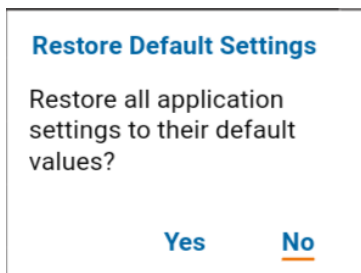 Restore Default Settings
Restore all application
settings to their default
values?
Yes No